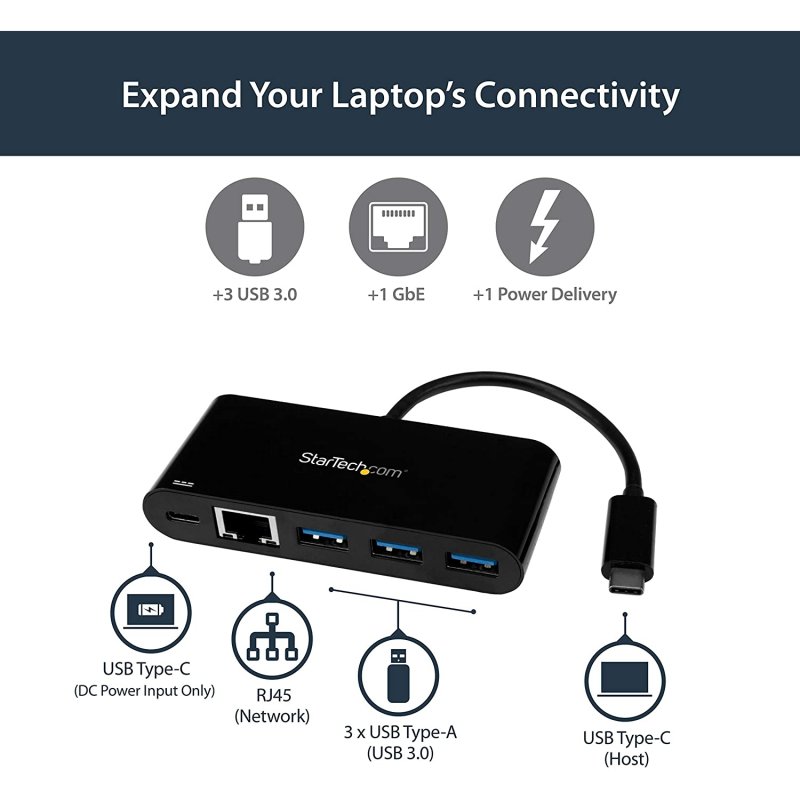 Expand Your Laptop's Connectivity
+3 USB 3.0
+1 GbE
+1 Power Delivery
StarTech.com
USB Type-C
(DC Power Input Only)
RJ45
(Network)
3 x USB Type-A
(USB 3.0)
USB Type-C
(Host)